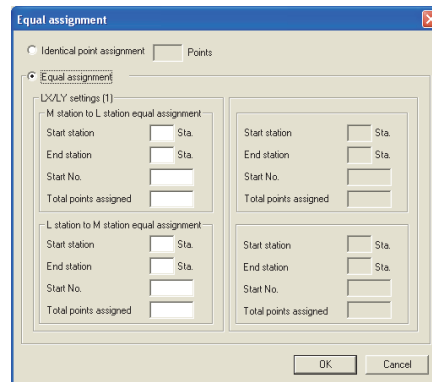 Equal assignment
Identical point assignment Points
Equal assignment
LX/LY settings (1)
M station to L station equal assignment
Start station Sta. Start station Sta.
End station Sta. End station Sta.
Start No. Start No.
Total points assigned Total points assigned
L station to M station equal assignment
Start station Sta. Start station Sta.
End station Sta. End station Sta.
Start No. Start No.
Total points assigned Total points assigned
OK Cancel